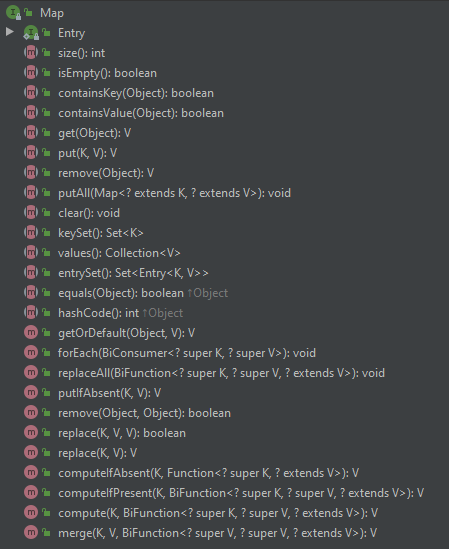 Map
Entry
size(): int
isEmpty(): boolean
containsKey(Object): boolean
containsValue(Object): boolean
get(Object): V
put(K, V): V
remove(Object): V
putAll(Map<? extends K, ? extends V>): void
clear(): void
keySet(): Set<K>
values(): Collection<V>
entrySet(): Set<Entry<K, V>>
equals(Object): boolean ↑Object
hashCode(): int ↑Object
getOrDefault(Object, V): V
forEach(BiConsumer<? super K, ? super V>): void
replaceAll(BiFunction<? super K, ? super V, ? extends V>): void
putIfAbsent(K, V): V
remove(Object, Object): boolean
replace(K, V, V): boolean
replace(K, V): V
computeIfAbsent(K, Function<? super K, ? extends V>): V
computeIfPresent(K, BiFunction<? super K, ? super V, ? extends V>): V
compute(K, BiFunction<? super K, ? super V, ? extends V>): V
merge(K, V, BiFunction<? super V, ? super V, ? extends V>): V